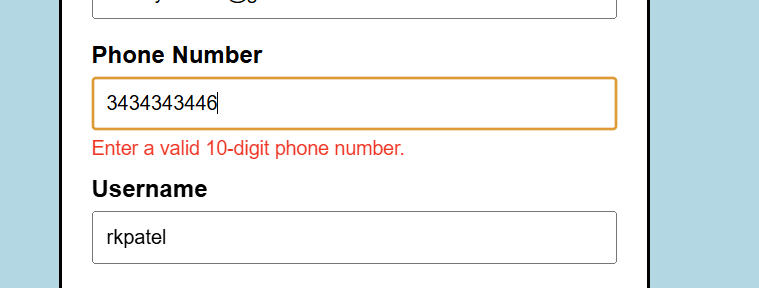 Phone Number
3434343446
Enter a valid 10-digit phone number.
Username
rkpatel